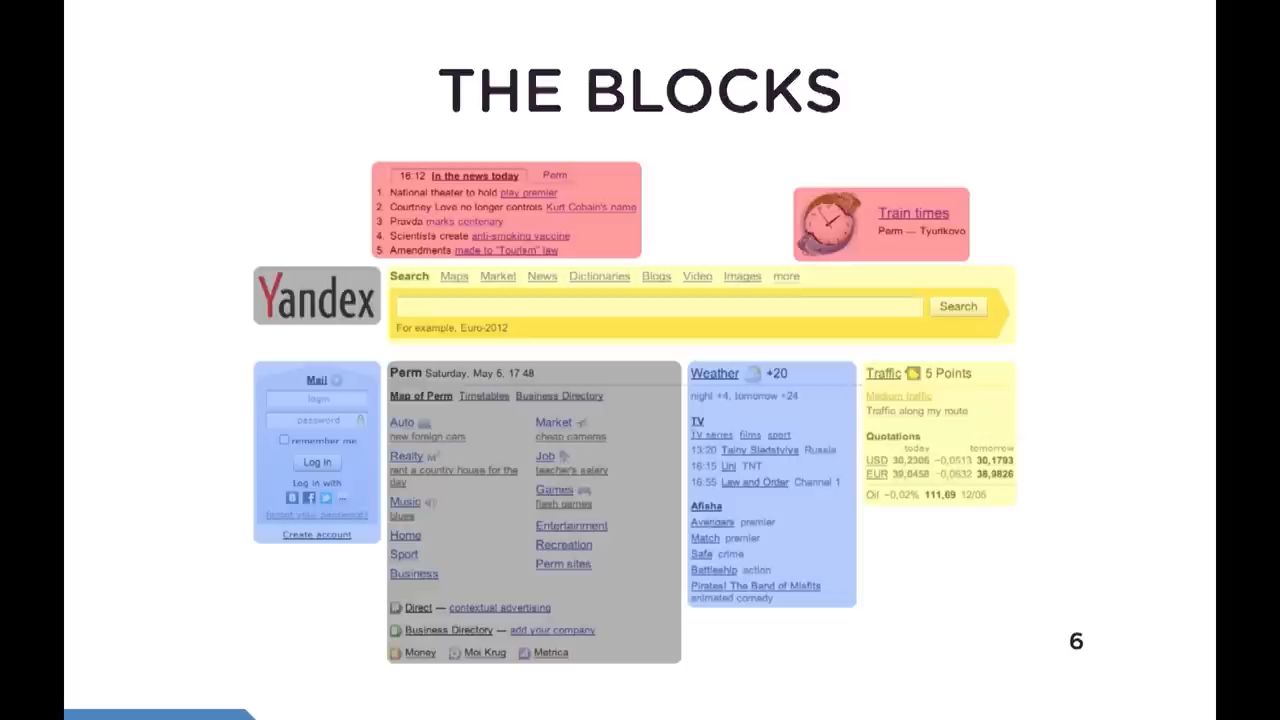 THE BLOCKS
16:12 In the news today Perm
1. National theater to hold play premier
2. Courtney Love no longer controls Kurt Cobain's name
3 Pravda marks centenary
4. Scientists create anti-smoking vaccine
5. Amendments made to "Tourism" law
Train times
Perm — Tyurikovo
Yandex
Search Maps Market News Dictionaries Blogs Video Images more
Search
For example, Euro-2012
Mail
login
password
remember me
Log in
Log in with
Forgot your password?
Create account
Perm Saturday, May 5, 17 48
Map of Perm Timetables Business Directory
Auto
new foreign cars
Realty
rent a country house for the
day
Music
blues
Home
Sport
Business
Market
cheap cameras
Job
teacher's salary
Games
flash games
Entertainment
Recreation
Perm sites
Direct — contextual advertising
Business Directory — add your company
Money Moi Krug Metrica
Weather +20
night +4, tomorrow +24
TV
TV series films sport
13:20 Tainy Sledstviya Russia
16:15 Uni TNT
16:55 Law and Order Channel 1
Afisha
Avengers premier
Match premier
Safe crime
Battleship action
Pirates! The Band of Misfits
animated comedy
Traffic 5 Points
Medium traffic
Traffic along my route
Quotations
today tomorrow
USD 30,2306 −0,0513 30,1793
EUR 39,6458 −0,0632 38,9826
Oil −0,02% 111,69 12/05
6